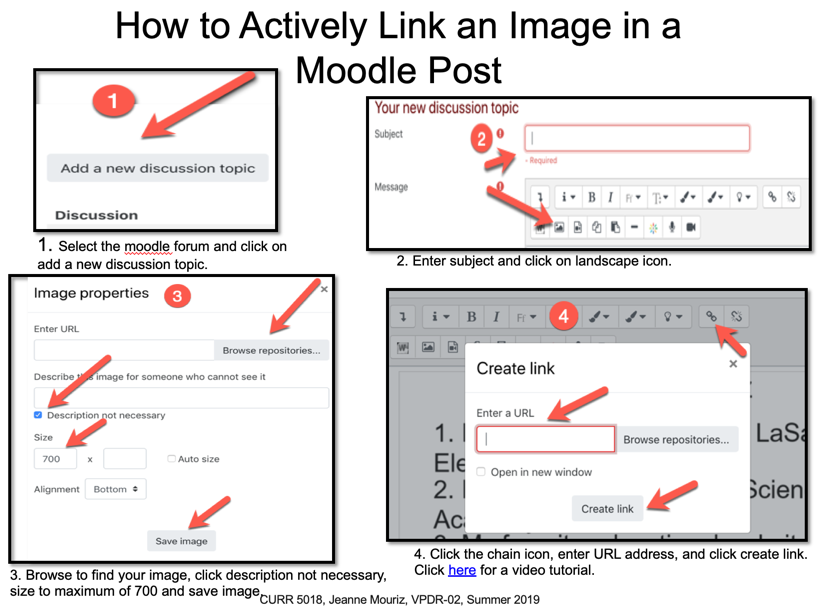 How to Actively Link an Image in a
Moodle Post
1
Add a new discussion topic
Discussion
1. Select the moodle forum and click on
add a new discussion topic.
Your new discussion topic
Subject
2
- Required
Message
B I
2. Enter subject and click on landscape icon.
Image properties
3
×
Enter URL
Browse repositories...
Describe this image for someone who cannot see it
Description not necessary
Size
700 x
Auto size
Alignment Bottom
Save image
3. Browse to find your image, click description not necessary,
size to maximum of 700 and save image.
4
B I
Create link
×
Enter a URL
Browse repositories...
Open in new window
Create link
1.
LaSa
Ele
2.
Scien
Aca
4. Click the chain icon, enter URL address, and click create link.
Click here for a video tutorial.
CURR 5018, Jeanne Mouriz, VPDR-02, Summer 2019